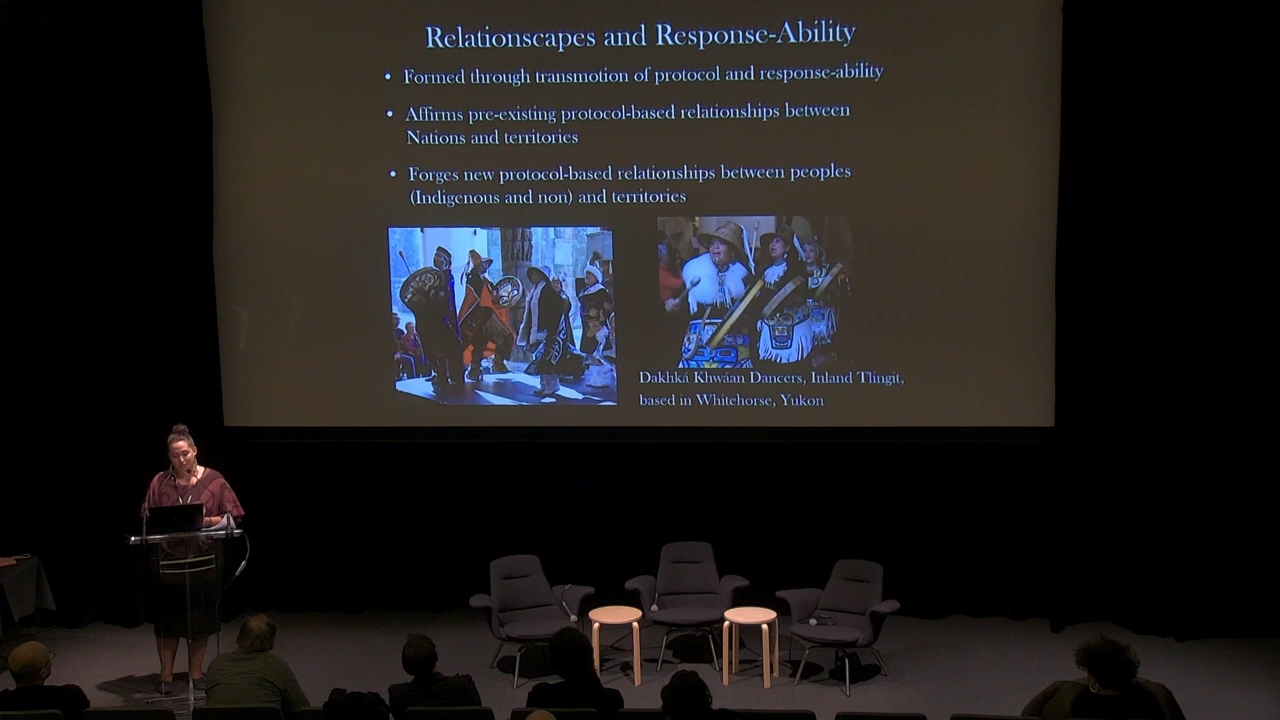 Relationscapes and Response-Ability
• Formed through transmotion of protocol and response-ability
• Affirms pre-existing protocol-based relationships between
Nations and territories
• Forges new protocol-based relationships between peoples
(Indigenous and non) and territories
Dakhká Khwáan Dancers, Inland Tlingit,
based in Whitehorse, Yukon